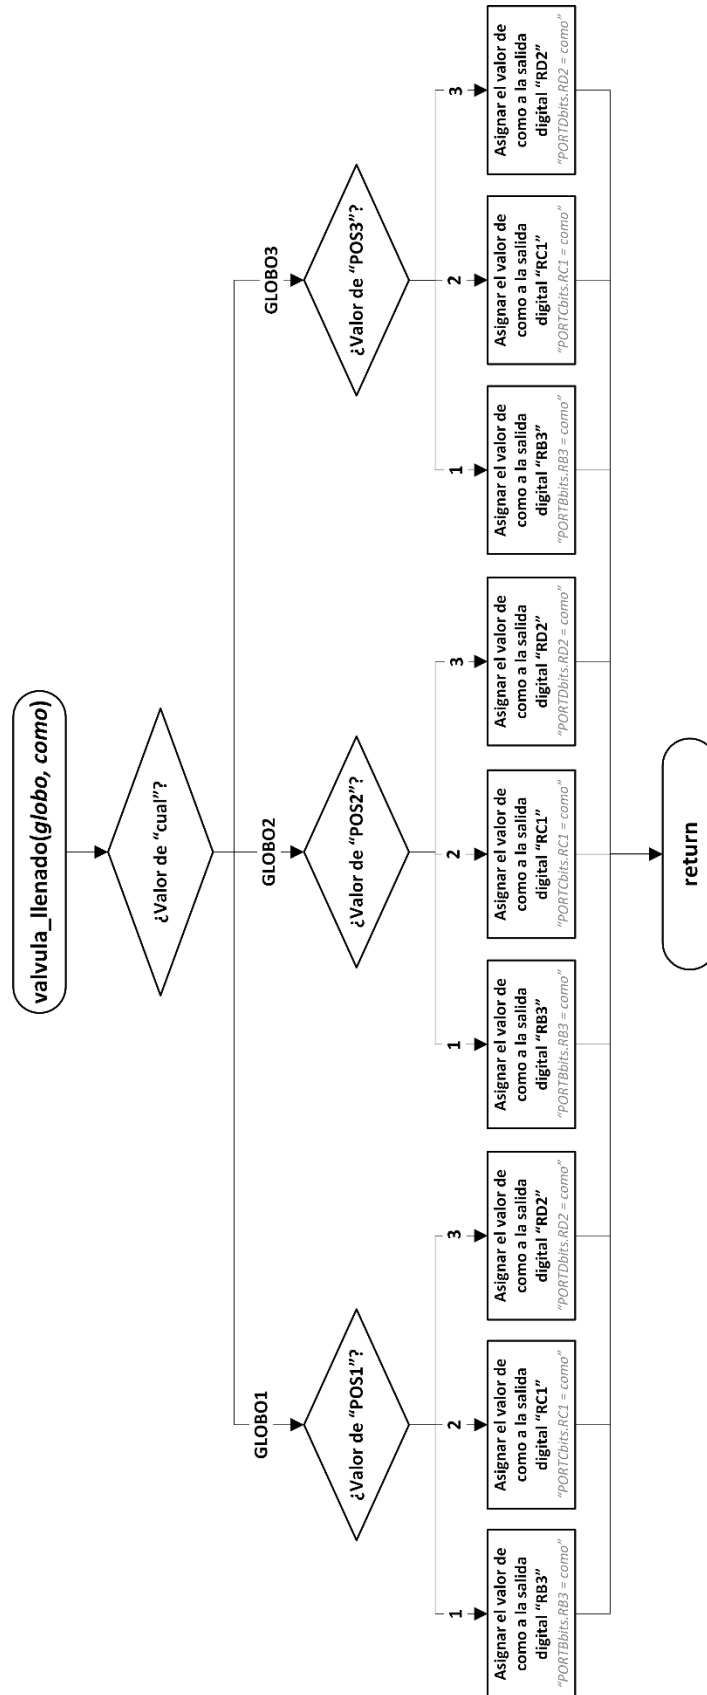 valvula_llenado(globo, como)
¿Valor de “cual”?
GLOBO1
GLOBO2
GLOBO3
¿Valor de “POS1”?
¿Valor de “POS2”?
¿Valor de “POS3”?
1
2
3
1
2
3
1
2
3
Asignar el valor de
como a la salida
digital “RB3”
“PORTBbits.RB3 = como”
Asignar el valor de
como a la salida
digital “RC1”
“PORTCbits.RC1 = como”
Asignar el valor de
como a la salida
digital “RD2”
“PORTDbits.RD2 = como”
Asignar el valor de
como a la salida
digital “RB3”
“PORTBbits.RB3 = como”
Asignar el valor de
como a la salida
digital “RC1”
“PORTCbits.RC1 = como”
Asignar el valor de
como a la salida
digital “RD2”
“PORTDbits.RD2 = como”
Asignar el valor de
como a la salida
digital “RB3”
“PORTBbits.RB3 = como”
Asignar el valor de
como a la salida
digital “RC1”
“PORTCbits.RC1 = como”
Asignar el valor de
como a la salida
digital “RD2”
“PORTDbits.RD2 = como”
return